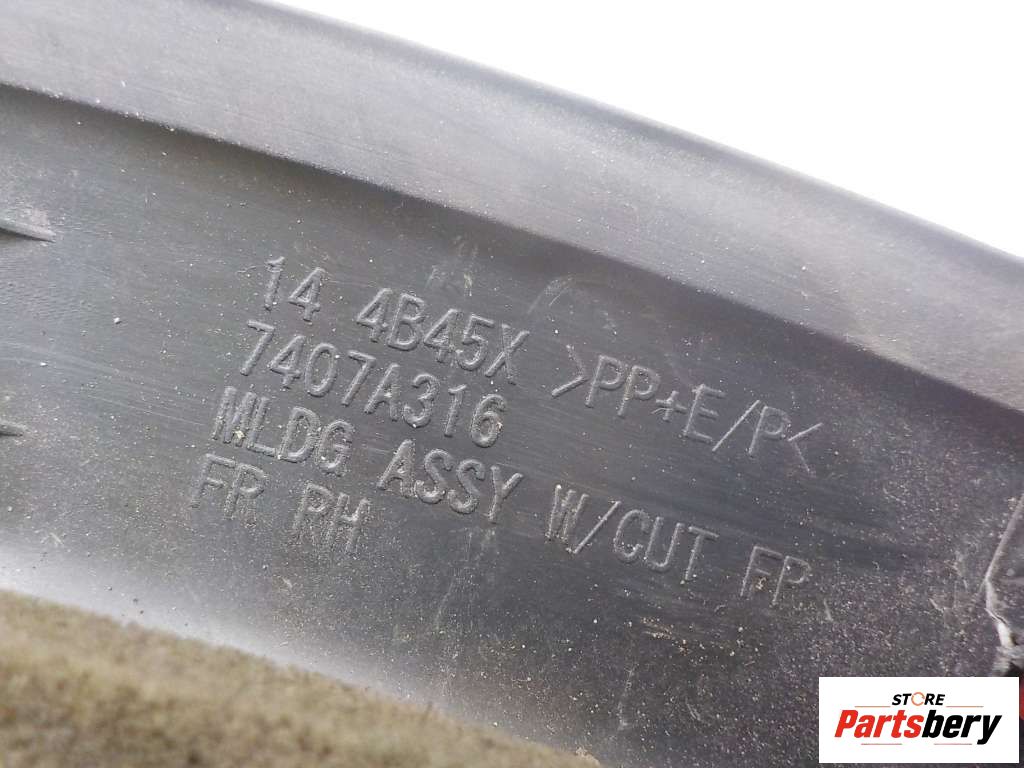 14 4B45X >PP+E/P<
7407A316
MLDG ASSY W/CUT FP
FR RH
STORE
Partsbery